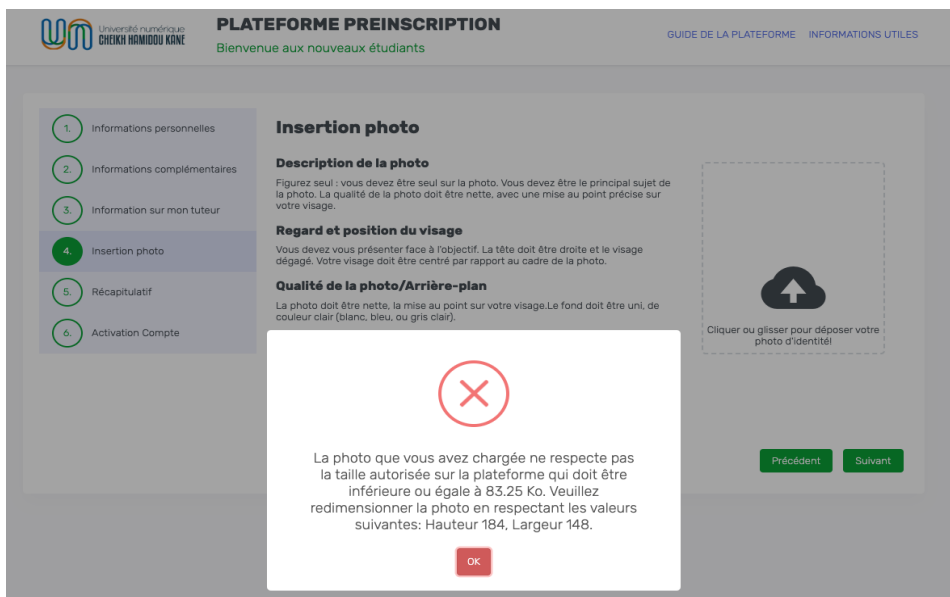 Université numérique
CHEIKH HAMIDOU KANE
PLATEFORME PREINSCRIPTION
Bienvenue aux nouveaux étudiants
GUIDE DE LA PLATEFORME
INFORMATIONS UTILES
1.
Informations personnelles
2.
Informations complémentaires
3.
Information sur mon tuteur
4.
Insertion photo
5.
Récapitulatif
6.
Activation Compte
Insertion photo
Description de la photo
Figurez seul : vous devez être seul sur la photo. Vous devez être le principal sujet de
la photo. La qualité de la photo doit être nette, avec une mise au point précise sur
votre visage.
Regard et position du visage
Vous devez vous présenter face à l'objectif. La tête doit être droite et le visage
dégagé. Votre visage doit être centré par rapport au cadre de la photo.
Qualité de la photo/Arrière-plan
La photo doit être nette, la mise au point sur votre visage.Le fond doit être uni, de
couleur clair (blanc, bleu, ou gris clair).
Cliquer ou glisser pour déposer votre
photo d'identité!
Précédent
Suivant
La photo que vous avez chargée ne respecte pas
la taille autorisée sur la plateforme qui doit être
inférieure ou égale à 83.25 Ko. Veuillez
redimensionner la photo en respectant les valeurs
suivantes: Hauteur 184, Largeur 148.
OK